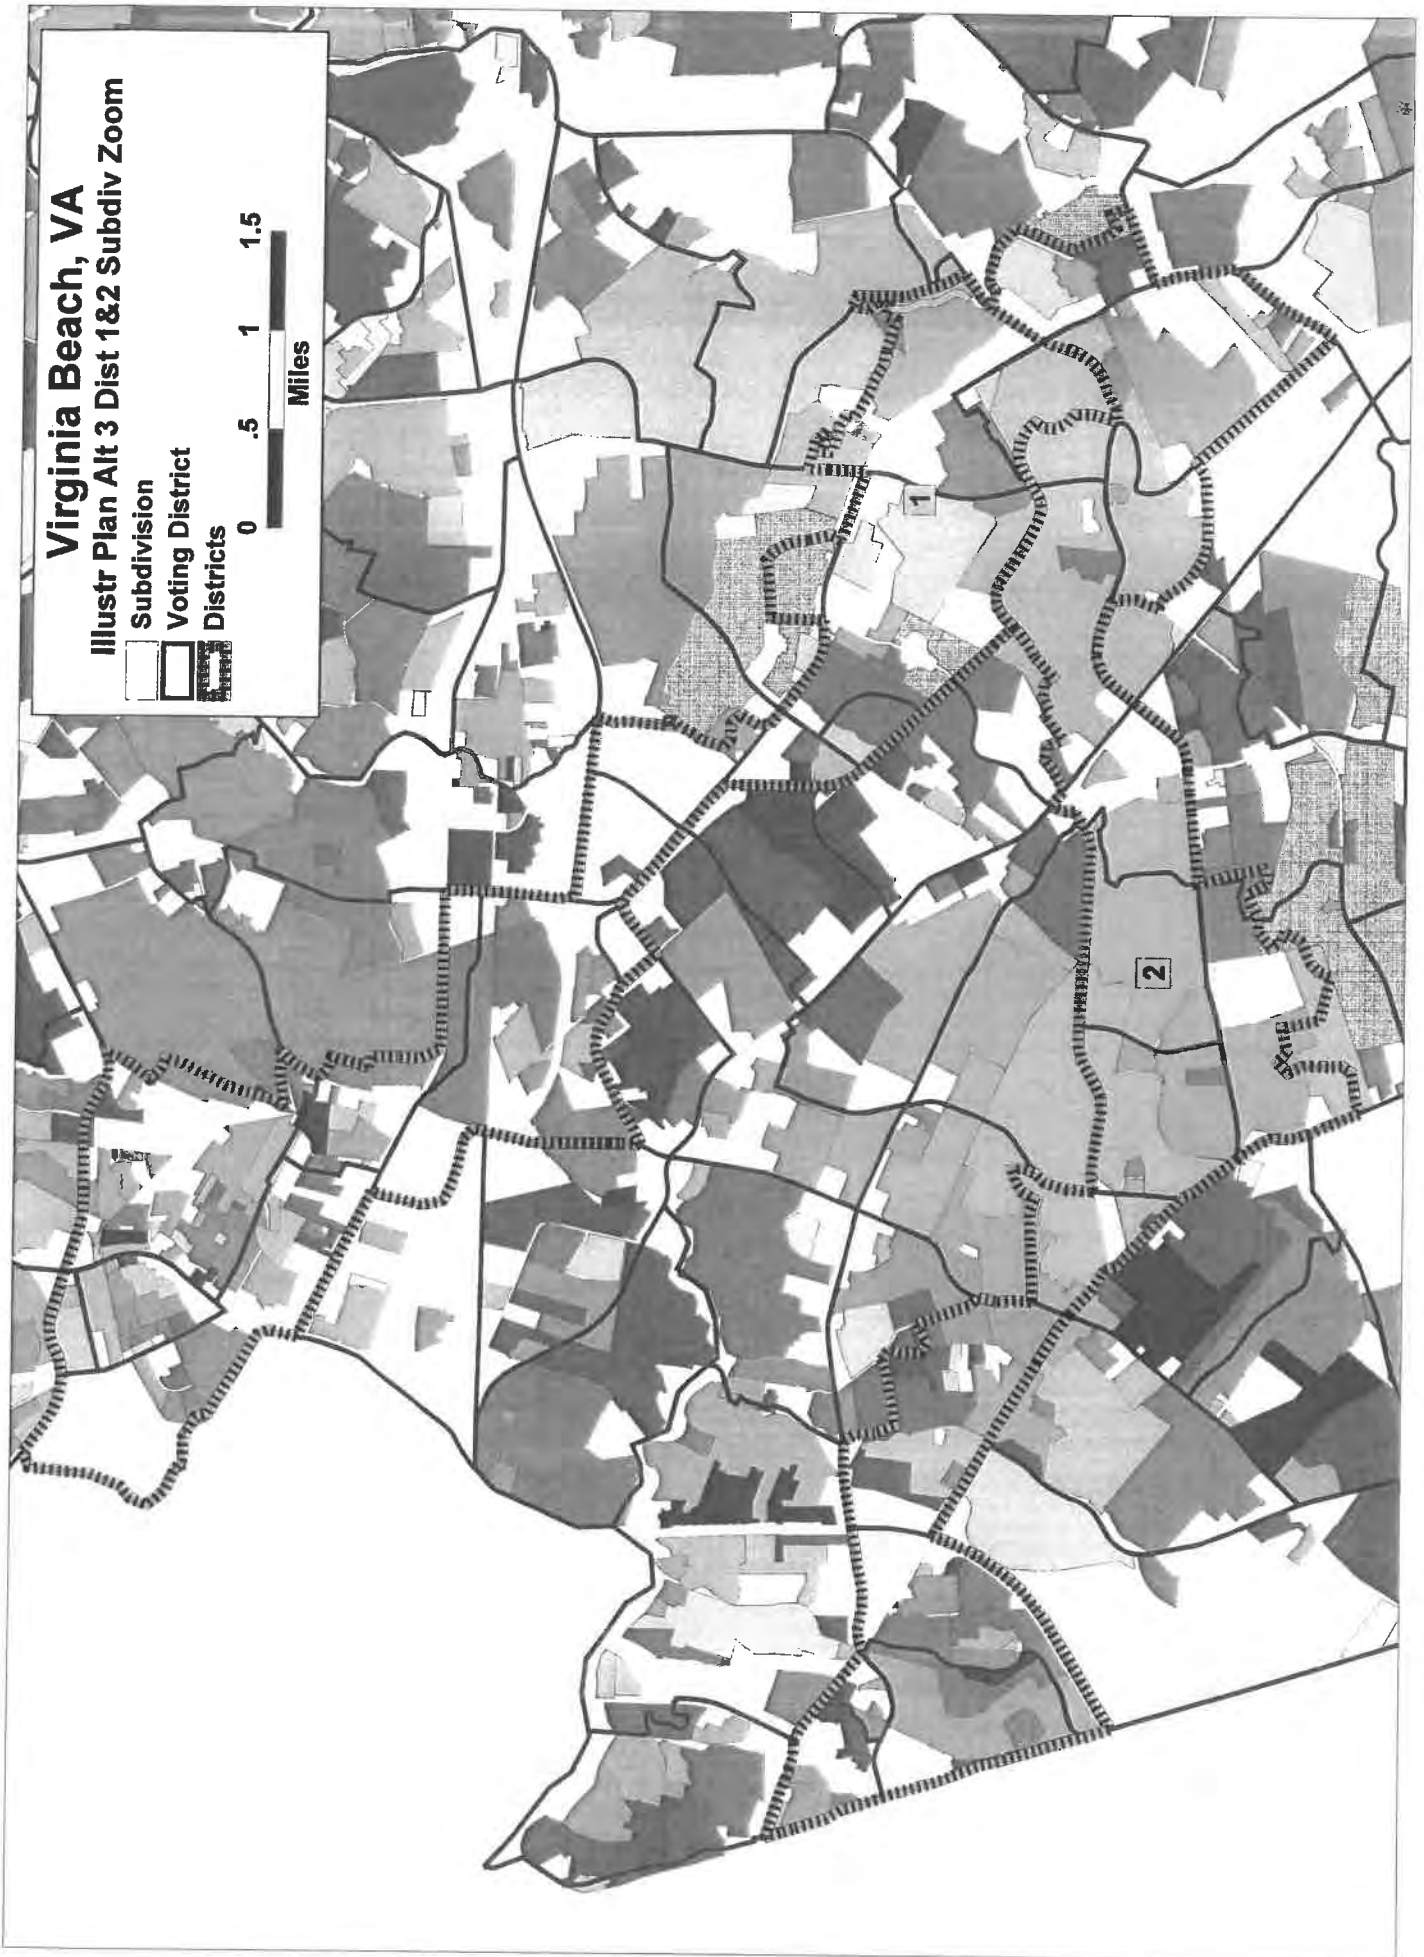 Virginia Beach, VA
Illustr Plan Alt 3 Dist 1&2 Subdiv Zoom
Subdivision
Voting District
Districts
0 .5 1 1.5
Miles
1
2